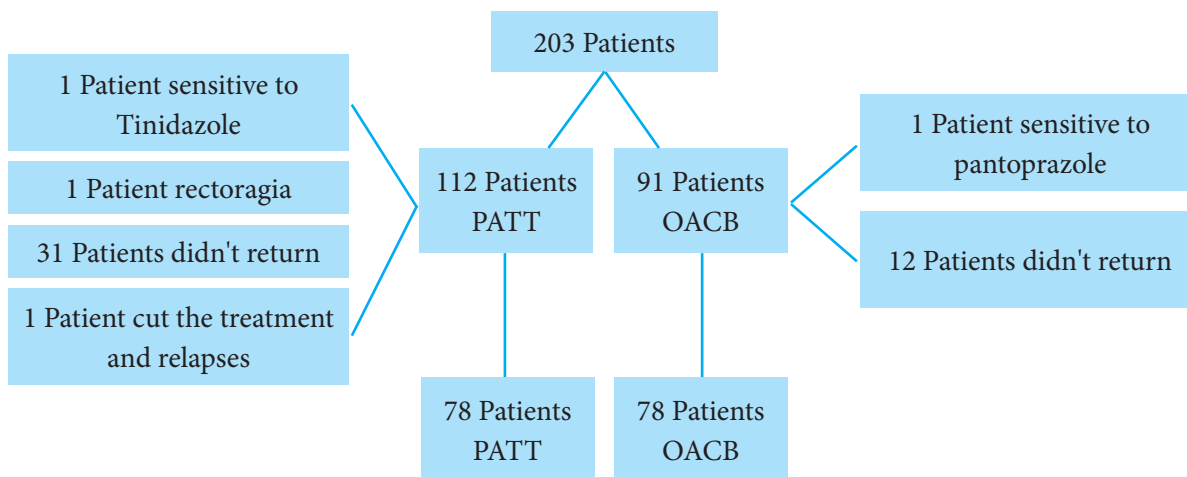 203 Patients
1 Patient sensitive to
Tinidazole
1 Patient rectoragia
31 Patients didn't return
1 Patient cut the treatment
and relapses
112 Patients
PATT
91 Patients
OACB
1 Patient sensitive to
pantoprazole
12 Patients didn't return
78 Patients
PATT
78 Patients
OACB